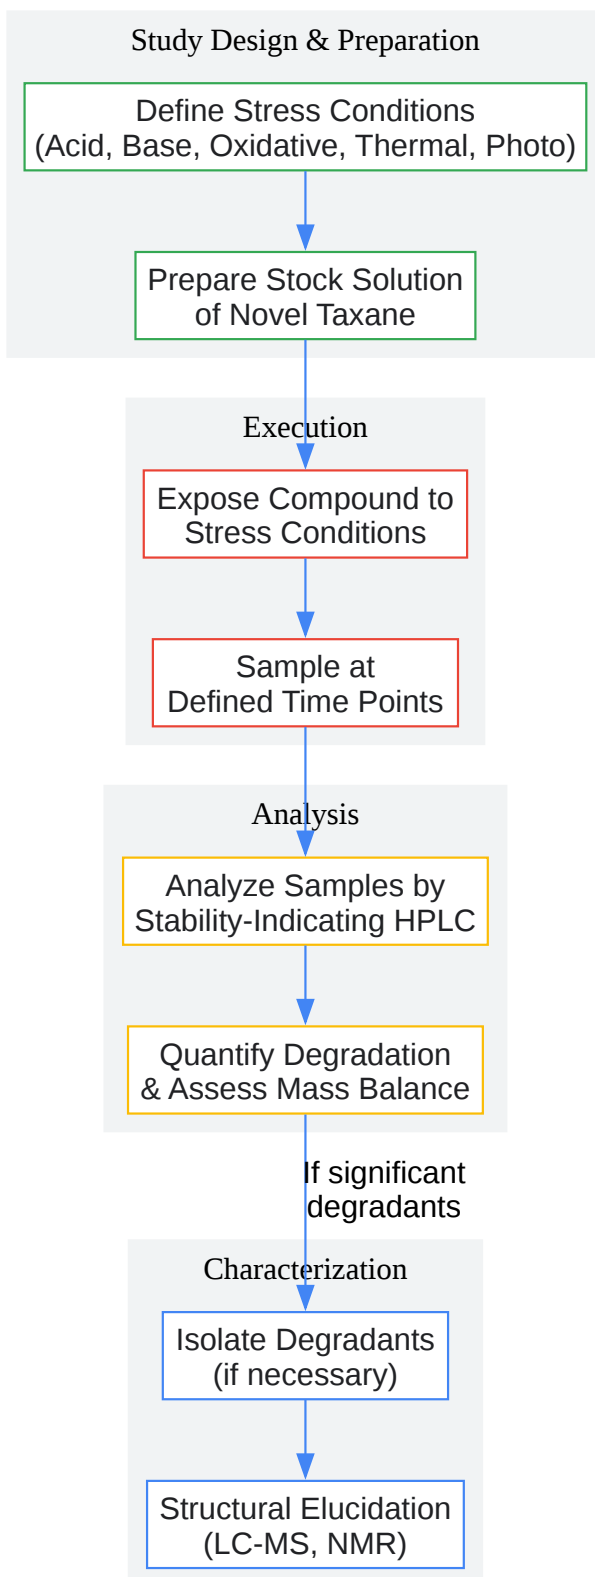 Study Design & Preparation
Define Stress Conditions
(Acid, Base, Oxidative, Thermal, Photo)
Prepare Stock Solution
of Novel Taxane
Execution
Expose Compound to
Stress Conditions
Sample at
Defined Time Points
Analysis
Analyze Samples by
Stability-Indicating HPLC
Quantify Degradation
& Assess Mass Balance
If significant
degradants
Characterization
Isolate Degradants
(if necessary)
Structural Elucidation
(LC-MS, NMR)